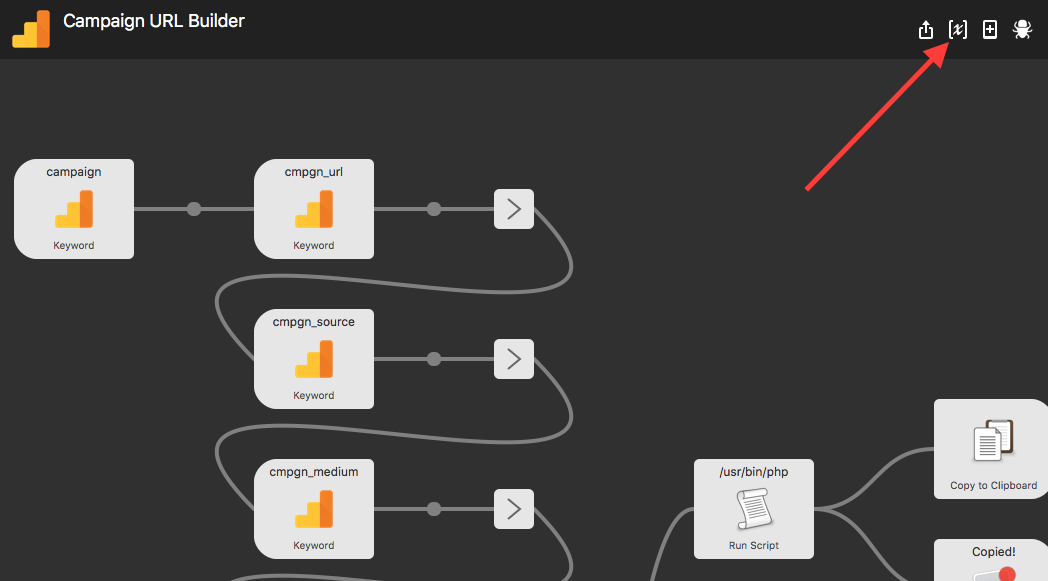 Campaign URL Builder
[x]
campaign
Keyword
cmpgn_url
Keyword
cmpgn_source
Keyword
cmpgn_medium
Keyword
/usr/bin/php
Run Script
Copy to Clipboard
Copied!